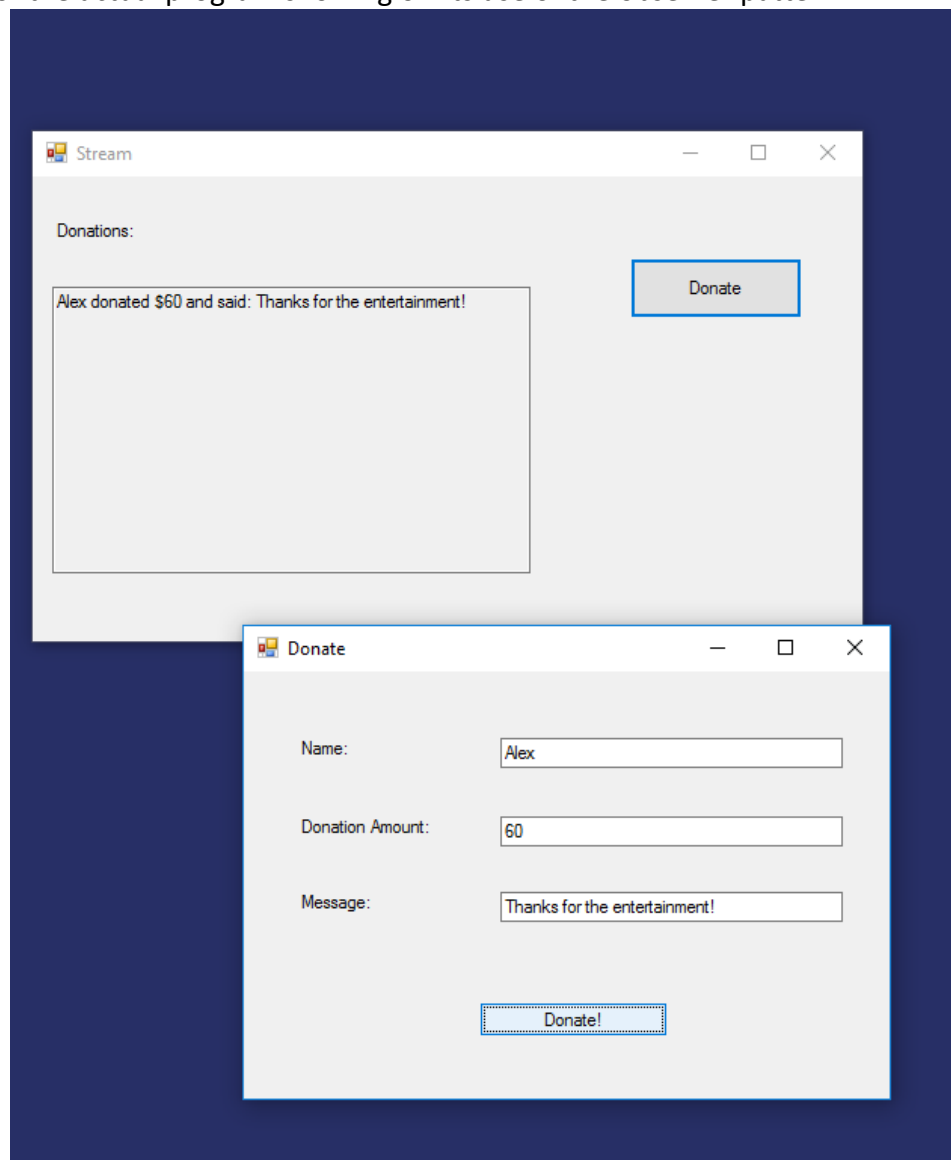 Stream
Donations:
Donate
Alex donated $60 and said: Thanks for the entertainment!
Donate
Name:
Alex
Donation Amount:
60
Message:
Thanks for the entertainment!
Donate!